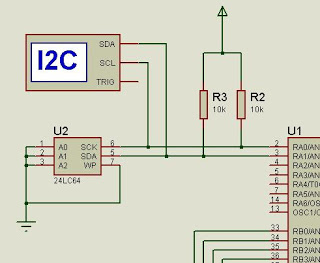 I2C
SDA
SCL
TRIG
R3
10k
R2
10k
U2
1 A0 SCK 6
2 A1 SDA 5
3 A2 WP 7
24LC64
U1
2 RA0/AN
3 RA1/AN
4 RA2/AN
5 RA3/AN
6 RA4/T0
7 RA5/AN
14 RA6/OS
13 OSC1/C
33 RB0/AN
34 RB1/AN
35 RB2/AN
36 RB3/AN